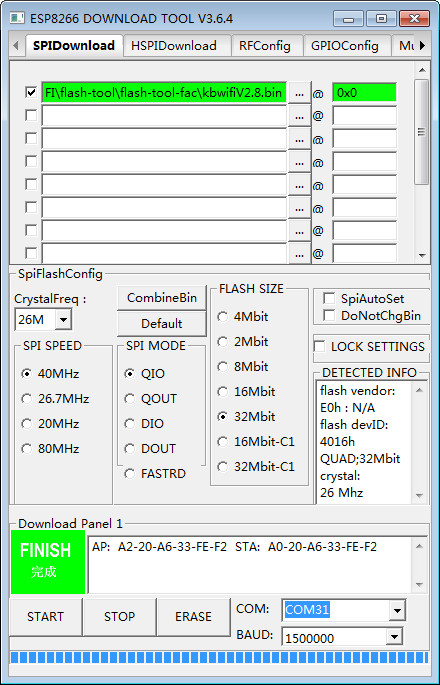 ESP8266 DOWNLOAD TOOL V3.6.4
SPIDownload HSPIDownload RFConfig GPIOConfig Mu
FI\flash-tool\flash-tool-fac\kbwifiV2.8.bin ... @ 0x0
... @
... @
... @
... @
... @
... @
... @
SpiFlashConfig
CrystalFreq :
26M
CombineBin
Default
SPI SPEED
40MHz
26.7MHz
20MHz
80MHz
SPI MODE
QIO
QOUT
DIO
DOUT
FASTRD
FLASH SIZE
4Mbit
2Mbit
8Mbit
16Mbit
32Mbit
16Mbit-C1
32Mbit-C1
SpiAutoSet
DoNotChgBin
LOCK SETTINGS
DETECTED INFO
flash vendor:
E0h : N/A
flash devID:
4016h
QUAD;32Mbit
crystal:
26 Mhz
Download Panel 1
FINISH
完成
AP: A2-20-A6-33-FE-F2 STA: A0-20-A6-33-FE-F2
START STOP ERASE
COM: COM31
BAUD: 1500000